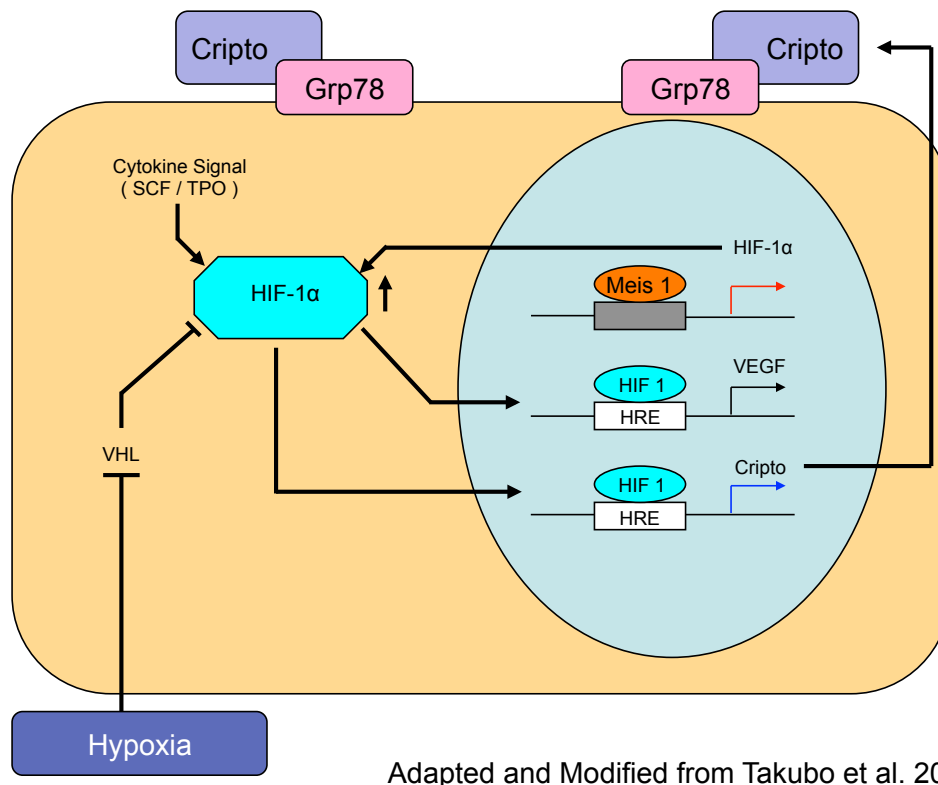 Cripto
Grp78
Cripto
Grp78
Cytokine Signal
( SCF / TPO )
HIF-1α
HIF-1α
Meis 1
VEGF
HIF 1
HRE
VHL
Cripto
HIF 1
HRE
Hypoxia
Adapted and Modified from Takubo et al. 20